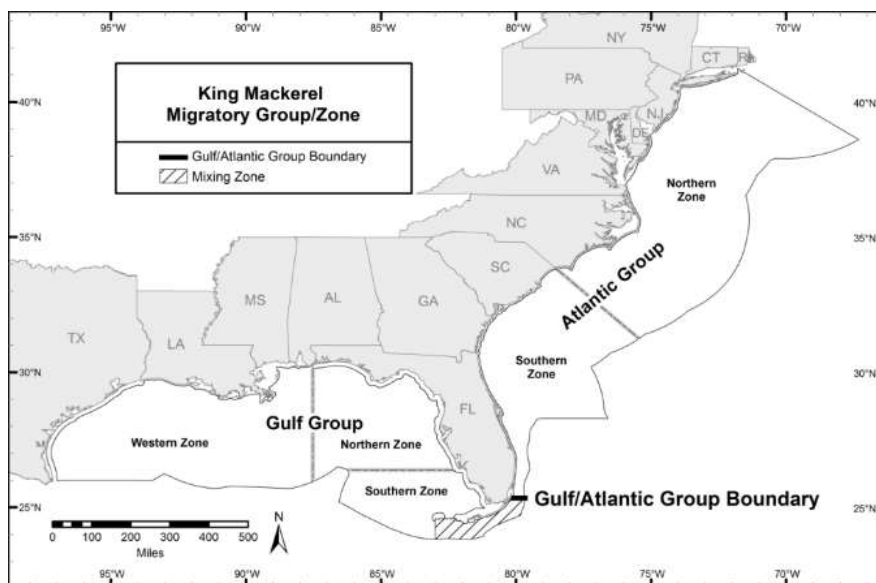 95°W 90°W 85°W 80°W 75°W 70°W
NY
CT
RI
PA
40°N
40°N
King Mackerel
Migratory Group/Zone
MD
NJ
DE
Gulf/Atlantic Group Boundary
Mixing Zone
VA
Northern
Zone
NC
35°N
35°N
SC
Atlantic Group
MS
AL
GA
TX
LA
30°N
30°N
Southern
Zone
FL
Gulf Group
Western Zone
Northern Zone
Southern Zone
Gulf/Atlantic Group Boundary
25°N
25°N
N
0 50 100 200 300 400 500
Miles
95°W 90°W 85°W 80°W 75°W 70°W